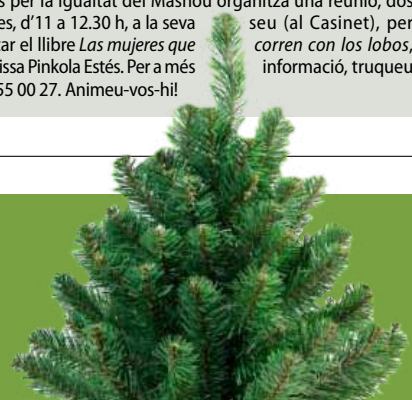 per la igualtat del Masnou organitza una reunió, dos
es, d'11 a 12.30 h, a la seva seu (al Casinet), per
ar el llibre Las mujeres que corren con los lobos,
issa Pinkola Estés. Per a més informació, truqueu
55 00 27. Animeu-vos-hi!